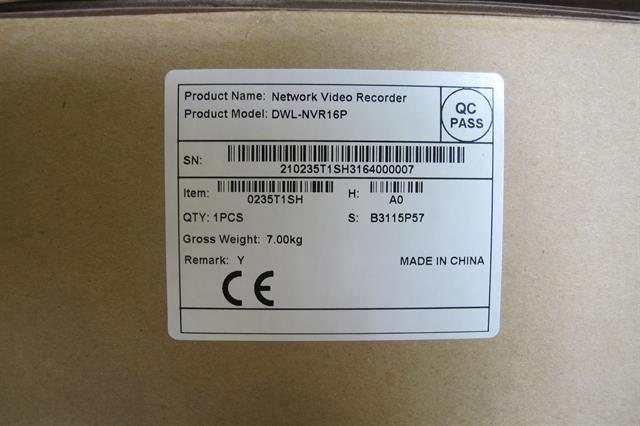 Product Name: Network Video Recorder
Product Model: DWL-NVR16P
QC
PASS
SN:
210235T1SH3164000007
Item: H:
0235T1SH A0
QTY: 1PCS S: B3115P57
Gross Weight: 7.00kg
Remark: Y MADE IN CHINA
CE